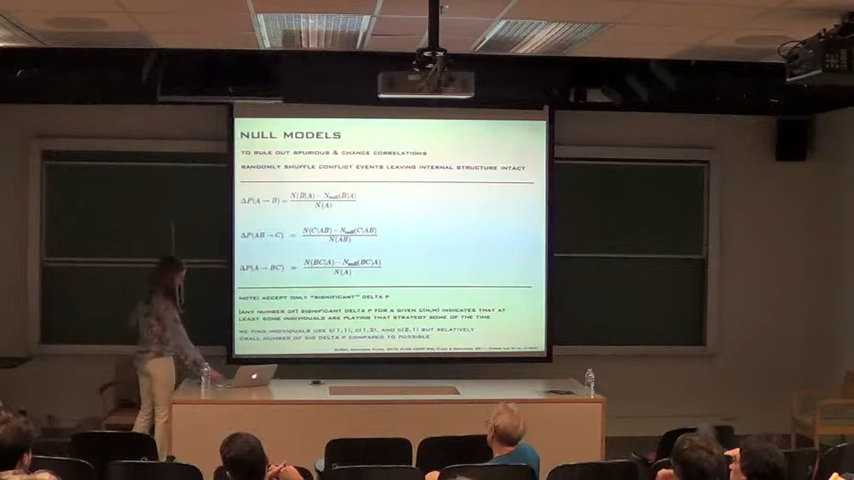 NULL MODELS
TO RULE OUT SPURIOUS & CHANCE CORRELATIONS
RANDOMLY SHUFFLE CONFLICT EVENTS LEAVING INTERNAL STRUCTURE INTACT
ΔP(A → B) = N(B|A) − N_null(B|A) / N(A)
ΔP(AB → C) = N(C|AB) − N_null(C|AB) / N(AB)
ΔP(A → BC) = N(BC|A) − N_null(BC|A) / N(A)
NOTE: ACCEPT ONLY "SIGNIFICANT" DELTA P
(ANY NUMBER OF) SIGNIFICANT DELTA P FOR A GIVEN C(N,M) INDICATES THAT AT
LEAST SOME INDIVIDUALS ARE PLAYING THAT STRATEGY SOME OF THE TIME
WE FIND INDIVIDUALS USE C(1,1), C(1,2), AND C(2,1) BUT RELATIVELY
SMALL NUMBER OF SIG DELTA P COMPARED TO POSSIBLE